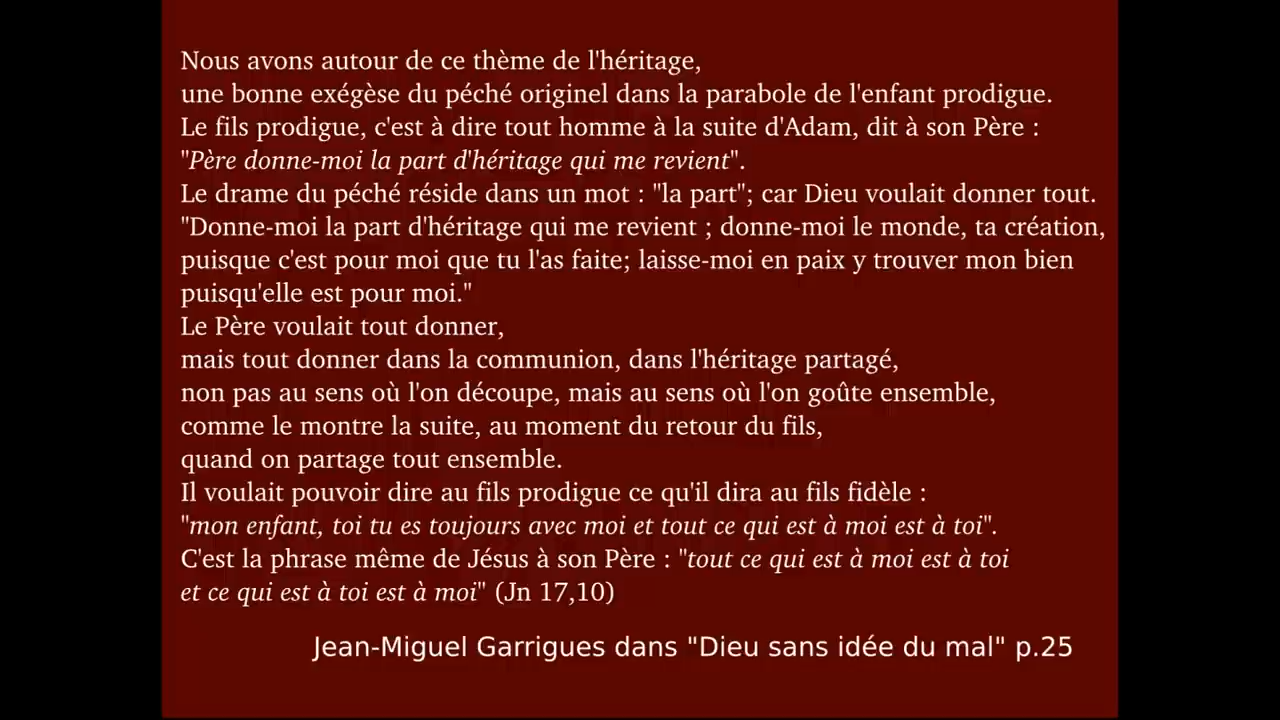 Nous avons autour de ce thème de l'héritage,
une bonne exégèse du péché originel dans la parabole de l'enfant prodigue.
Le fils prodigue, c'est à dire tout homme à la suite d'Adam, dit à son Père :
"Père donne-moi la part d'héritage qui me revient".
Le drame du péché réside dans un mot : "la part"; car Dieu voulait donner tout.
"Donne-moi la part d'héritage qui me revient ; donne-moi le monde, ta création,
puisque c'est pour moi que tu l'as faite; laisse-moi en paix y trouver mon bien
puisqu'elle est pour moi."
Le Père voulait tout donner,
mais tout donner dans la communion, dans l'héritage partagé,
non pas au sens où l'on découpe, mais au sens où l'on goûte ensemble,
comme le montre la suite, au moment du retour du fils,
quand on partage tout ensemble.
Il voulait pouvoir dire au fils prodigue ce qu'il dira au fils fidèle :
"mon enfant, toi tu es toujours avec moi et tout ce qui est à moi est à toi".
C'est la phrase même de Jésus à son Père : "tout ce qui est à moi est à toi
et ce qui est à toi est à moi" (Jn 17,10)
Jean-Miguel Garrigues dans "Dieu sans idée du mal" p.25